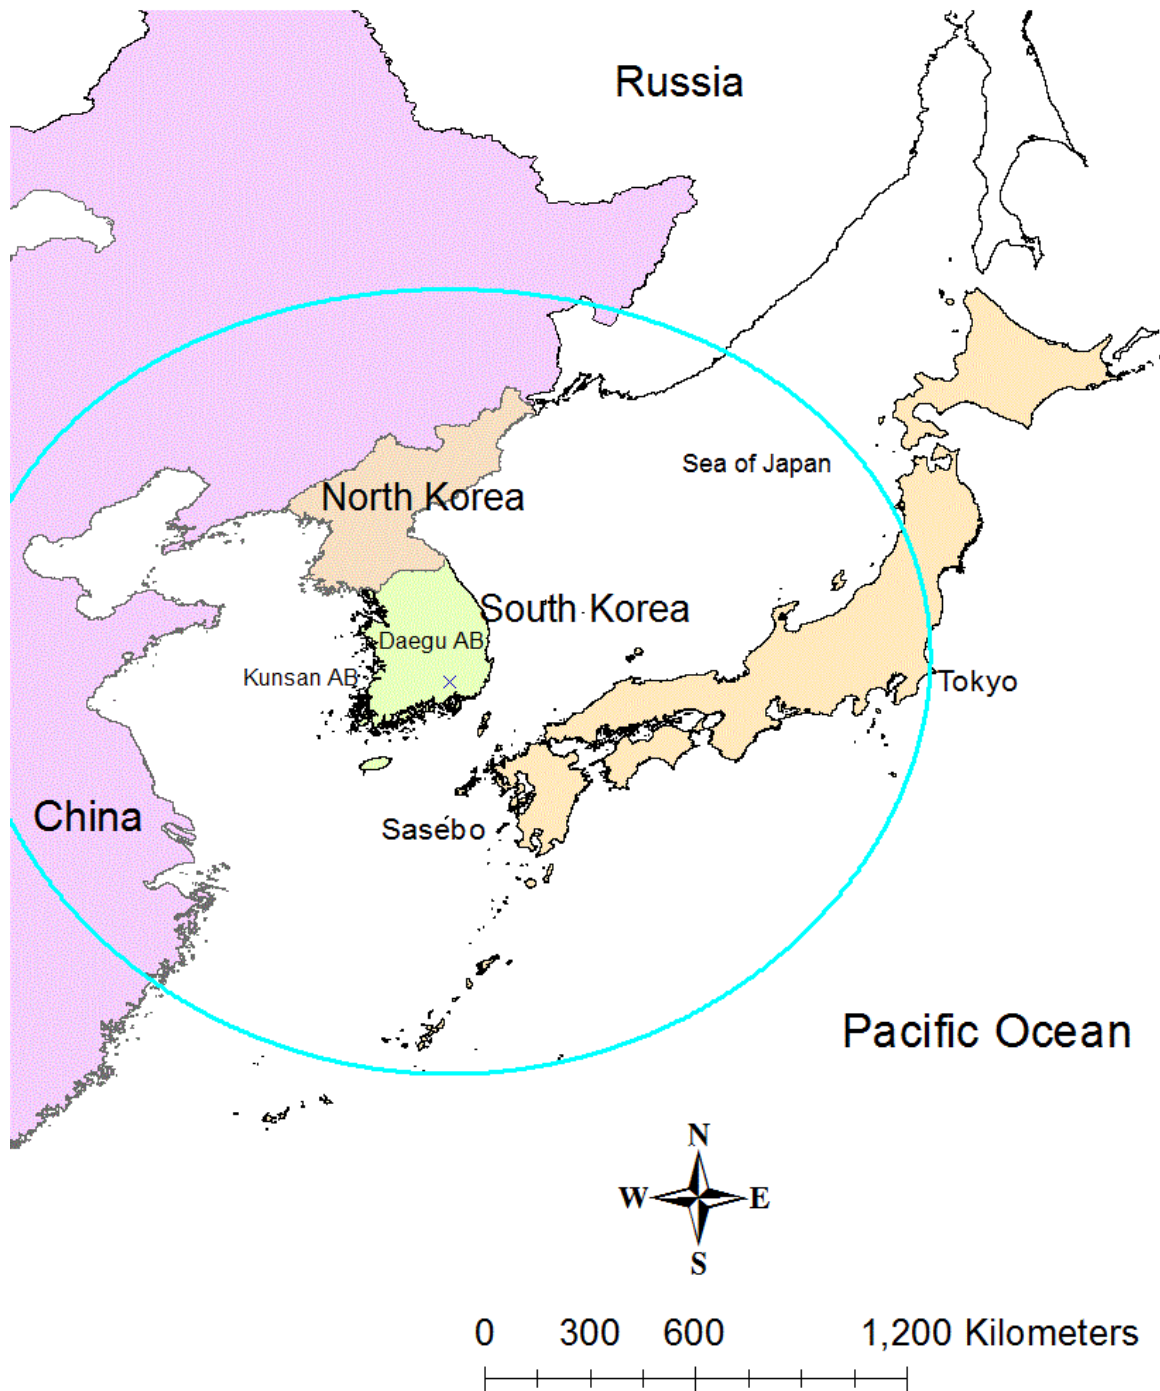 Russia
Sea of Japan
North Korea
South Korea
Daegu AB
Kunsan AB
Tokyo
China
Sasebo
Pacific Ocean
N
W E
S
0 300 600 1,200 Kilometers